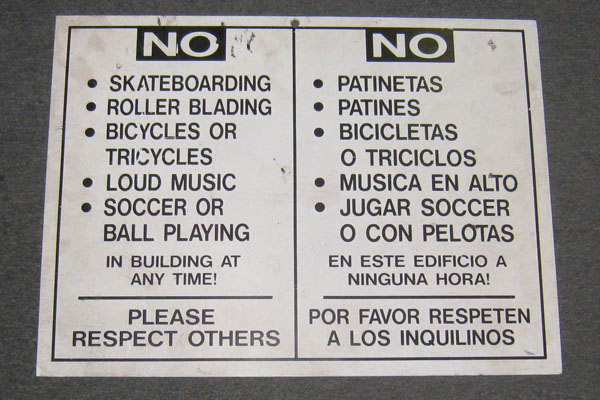 NO
• SKATEBOARDING
• ROLLER BLADING
• BICYCLES OR
TRICYCLES
• LOUD MUSIC
• SOCCER OR
BALL PLAYING
IN BUILDING AT
ANY TIME!
PLEASE
RESPECT OTHERS
NO
• PATINETAS
• PATINES
• BICICLETAS
O TRICICLOS
• MUSICA EN ALTO
• JUGAR SOCCER
O CON PELOTAS
EN ESTE EDIFICIO A
NINGUNA HORA!
POR FAVOR RESPETEN
A LOS INQUILINOS